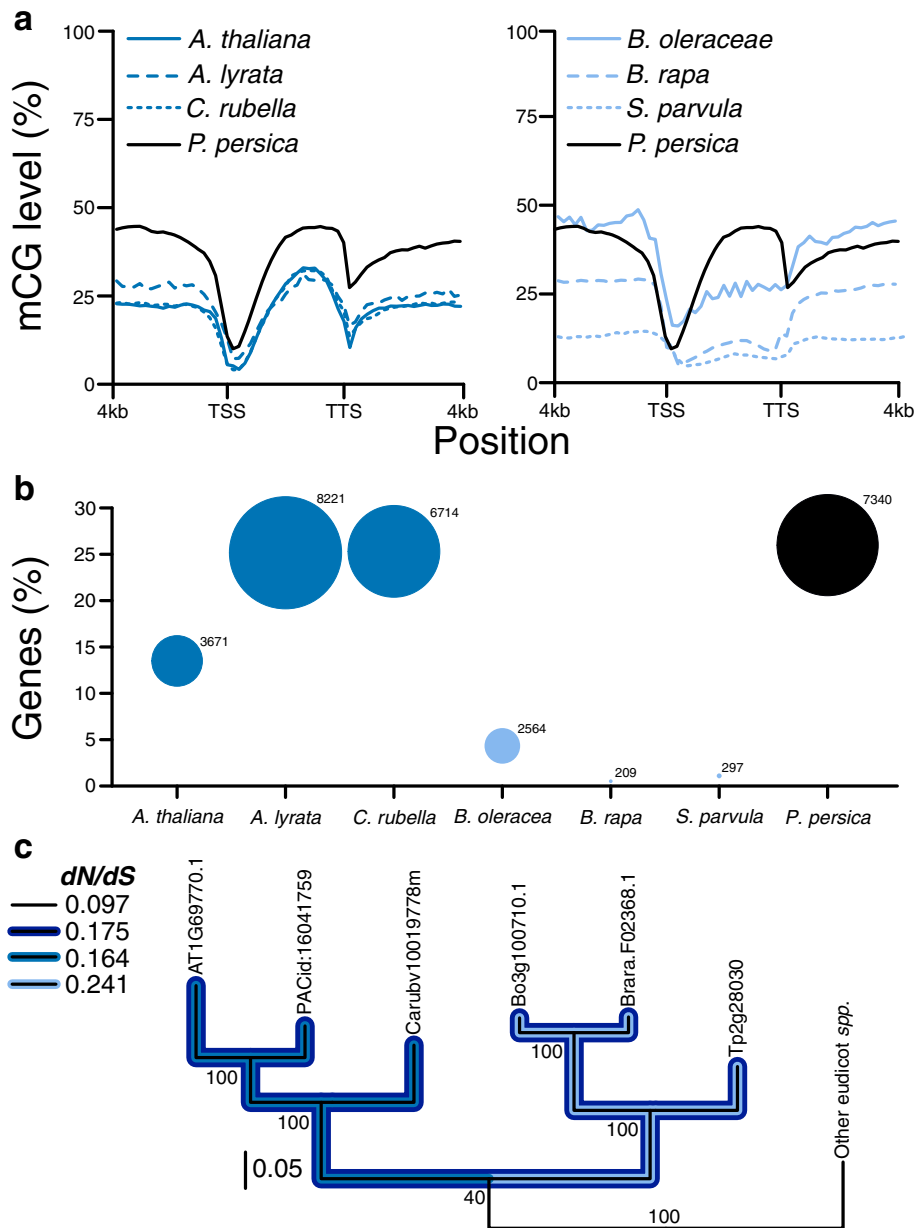 a
mCG level (%)
100
75
50
25
0
A. thaliana
A. lyrata
C. rubella
P. persica
4kb
TSS
TTS
4kb
100
75
50
25
0
B. oleraceae
B. rapa
S. parvula
P. persica
4kb
TSS
TTS
4kb
Position
b
Genes (%)
30
25
20
15
10
5
0
3671
8221
6714
2564
209
297
7340
A. thaliana
A. lyrata
C. rubella
B. oleracea
B. rapa
S. parvula
P. persica
c
dN/dS
0.097
0.175
0.164
0.241
AT1G69770.1
PACid:16041759
Carubv10019778m
Bo3g100710.1
Brara.F02368.1
Tp2g28030
Other eudicot spp.
100
100
100
100
0.05
40
100